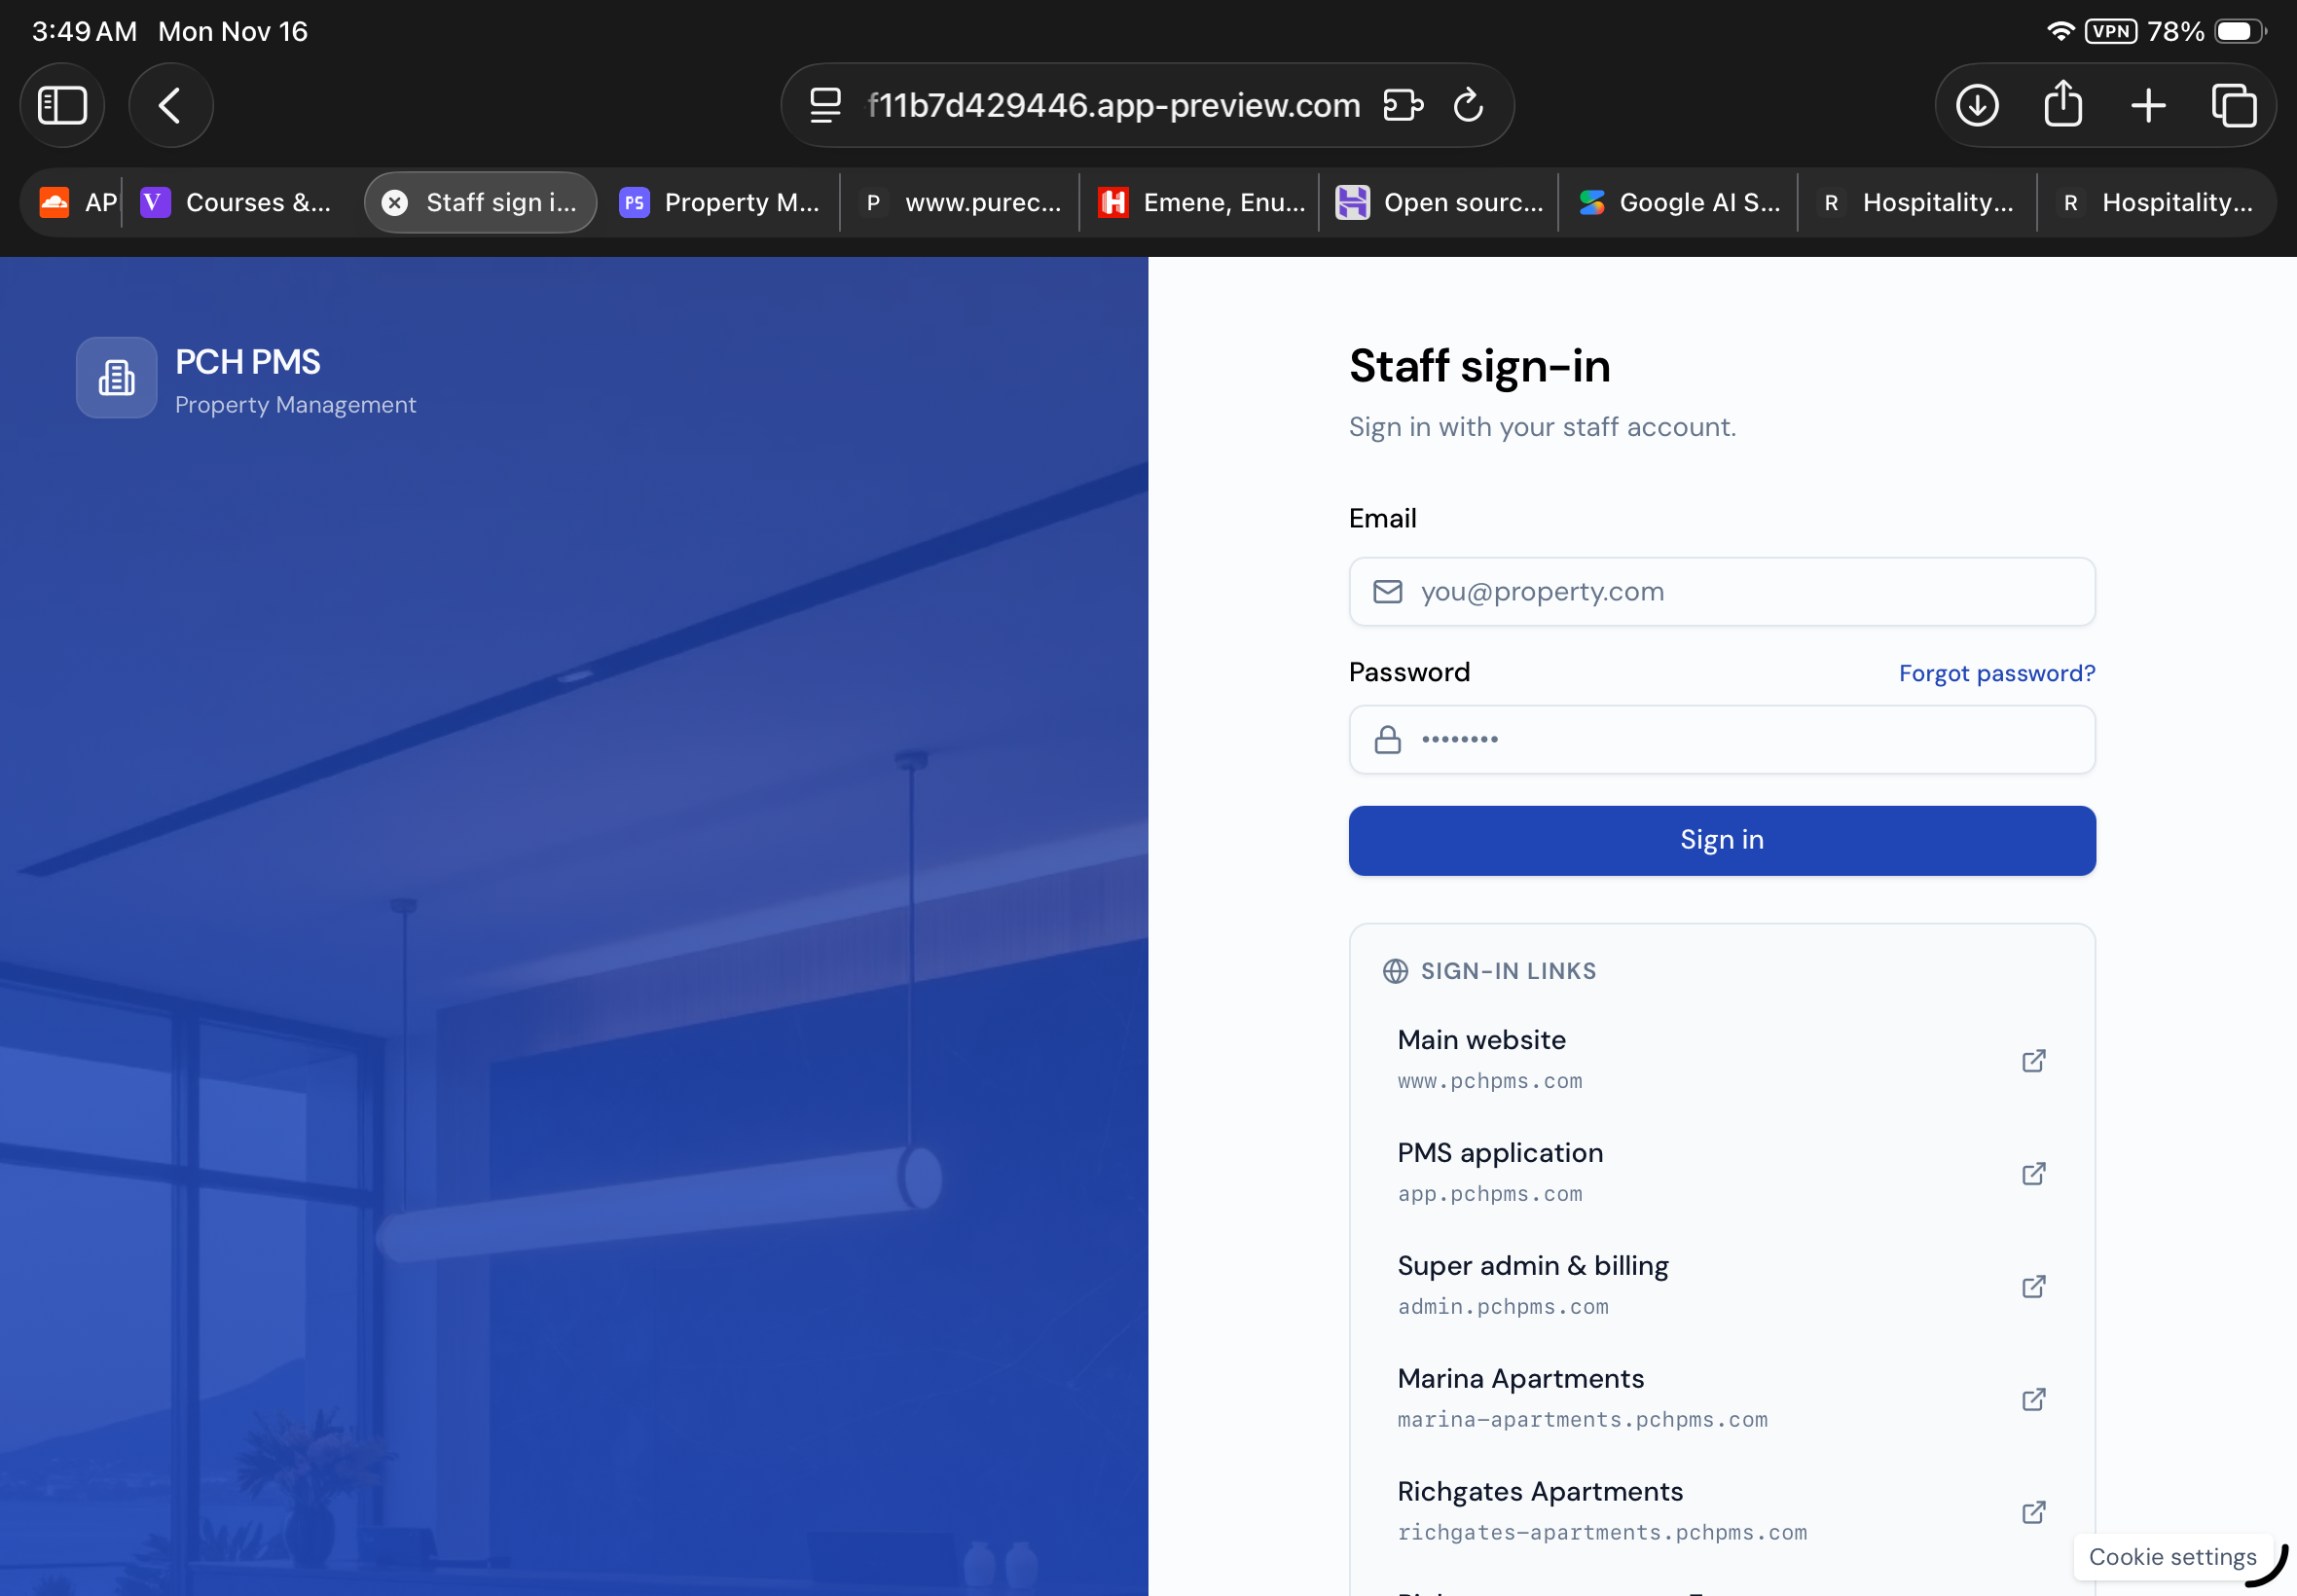 3:49 AM Mon Nov 16
VPN 78%
f11b7d429446.app-preview.com
AP
V Courses &...
Staff sign i...
PS Property M...
P www.purec...
H Emene, Enu...
Open sourc...
Google AI S...
R Hospitality...
R Hospitality...
PCH PMS
Property Management
Staff sign-in
Sign in with your staff account.
Email
you@property.com
Password Forgot password?
••••••••
Sign in
SIGN-IN LINKS
Main website
www.pchpms.com
PMS application
app.pchpms.com
Super admin & billing
admin.pchpms.com
Marina Apartments
marina-apartments.pchpms.com
Richgates Apartments
richgates-apartments.pchpms.com
Cookie settings